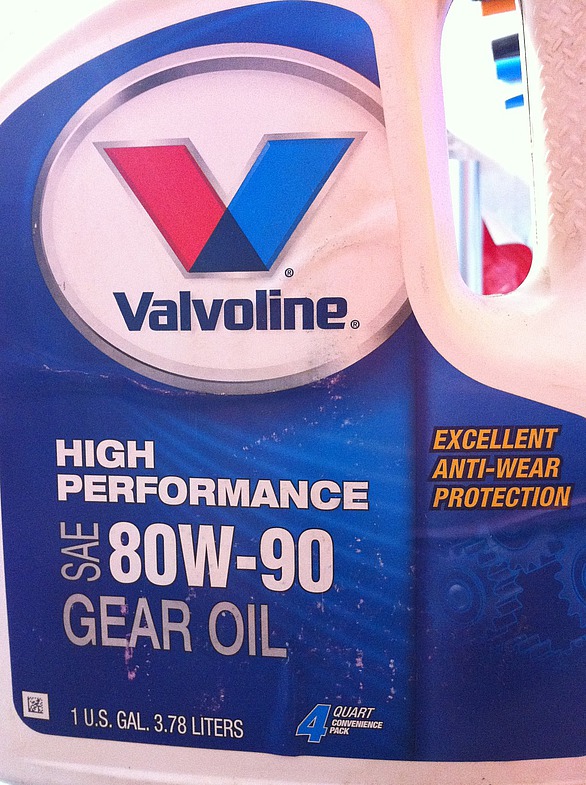 Valvoline®
®
HIGH
PERFORMANCE
SAE 80W-90
GEAR OIL
1 U.S. GAL. 3.78 LITERS
4 QUART
CONVENIENCE
PACK
EXCELLENT
ANTI-WEAR
PROTECTION